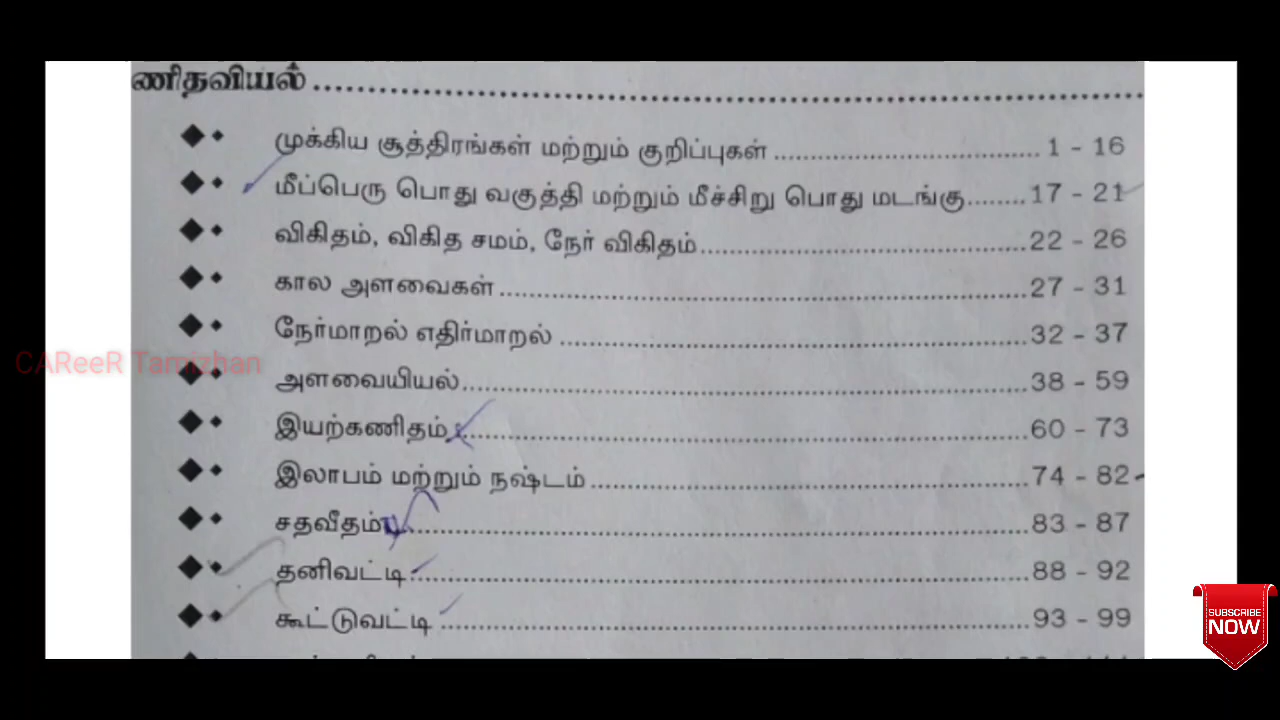 ணிதவியல்
முக்கிய சூத்திரங்கள் மற்றும் குறிப்புகள் 1 - 16
மீப்பெரு பொது வகுத்தி மற்றும் மீச்சிறு பொது மடங்கு 17 - 21
விகிதம், விகித சமம், நேர் விகிதம் 22 - 26
கால அளவைகள் 27 - 31
நேர்மாறல் எதிர்மாறல் 32 - 37
CAReeR Tamizhan
அளவையியல் 38 - 59
இயற்கணிதம் 60 - 73
இலாபம் மற்றும் நஷ்டம் 74 - 82
சதவீதம் 83 - 87
தனிவட்டி 88 - 92
கூட்டுவட்டி 93 - 99
SUBSCRIBE
NOW